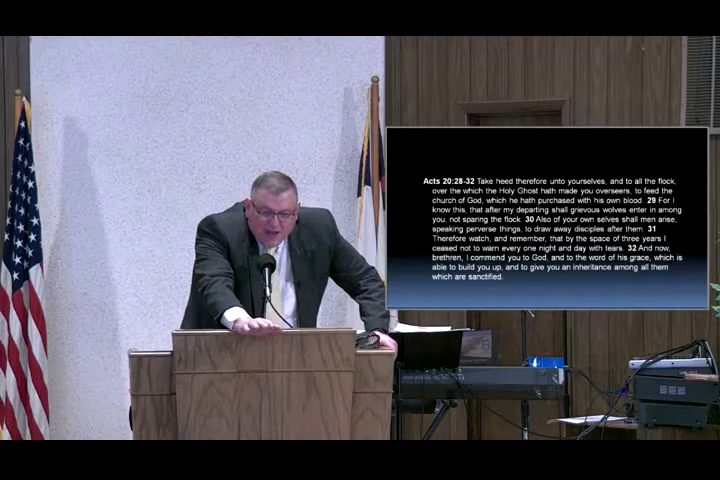 Acts 20:28-32 Take heed therefore unto yourselves, and to all the flock,
over the which the Holy Ghost hath made you overseers, to feed the
church of God, which he hath purchased with his own blood. 29 For I
know this, that after my departing shall grievous wolves enter in among
you, not sparing the flock. 30 Also of your own selves shall men arise,
speaking perverse things, to draw away disciples after them. 31
Therefore watch, and remember, that by the space of three years I
ceased not to warn every one night and day with tears. 32 And now,
brethren, I commend you to God, and to the word of his grace, which is
able to build you up, and to give you an inheritance among all them
which are sanctified.